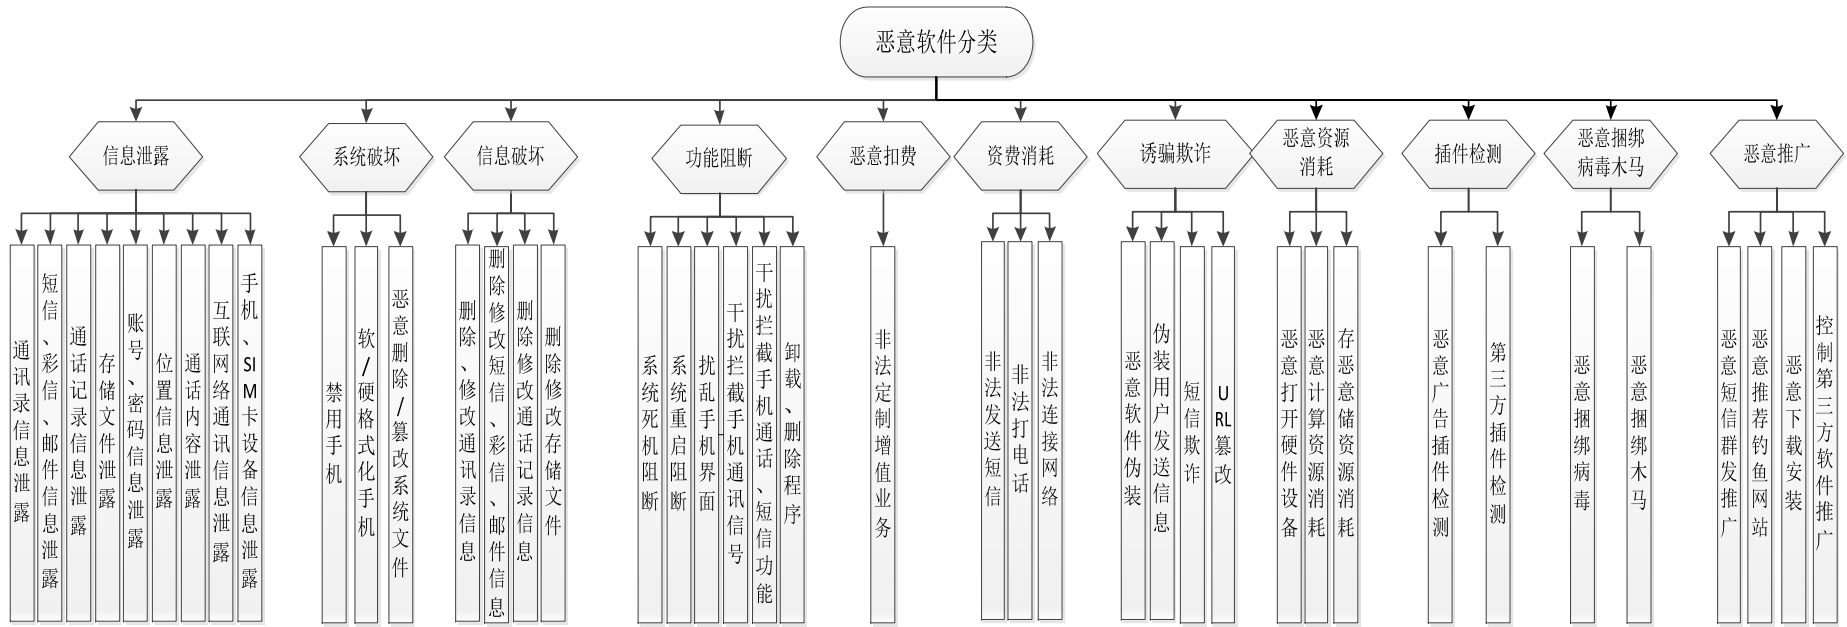 恶意软件分类
信息泄露
系统破坏
信息破坏
功能阻断
恶意扣费
资费消耗
诱骗欺诈
恶意资源
消耗
插件检测
恶意捆绑
病毒木马
恶意推广
通讯录信息泄露
短信、彩信、邮件信息泄露
通话记录信息泄露
存储文件泄露
账号、密码信息泄露
位置信息泄露
通话内容泄露
互联网络通讯信息泄露
手机、SIM卡设备信息泄露
禁用手机
软/硬格式化手机
恶意删除/篡改系统文件
删除、修改通讯录信息
删除修改短信、彩信、邮件信息
删除修改通话记录信息
删除修改存储文件
系统死机阻断
系统重启阻断
扰乱手机界面
干扰拦截手机通讯信号
干扰拦截手机通话、短信功能
卸载、删除程序
非法定制增值业务
非法发送短信
非法打电话
非法连接网络
恶意软件伪装
伪装用户发送信息
短信欺诈
URL篡改
恶意打开硬件设备
恶意计算资源消耗
存恶意储资源消耗
恶意广告插件检测
第三方插件检测
恶意捆绑病毒
恶意捆绑木马
恶意短信群发推广
恶意推荐钓鱼网站
恶意下载安装
控制第三方软件推广